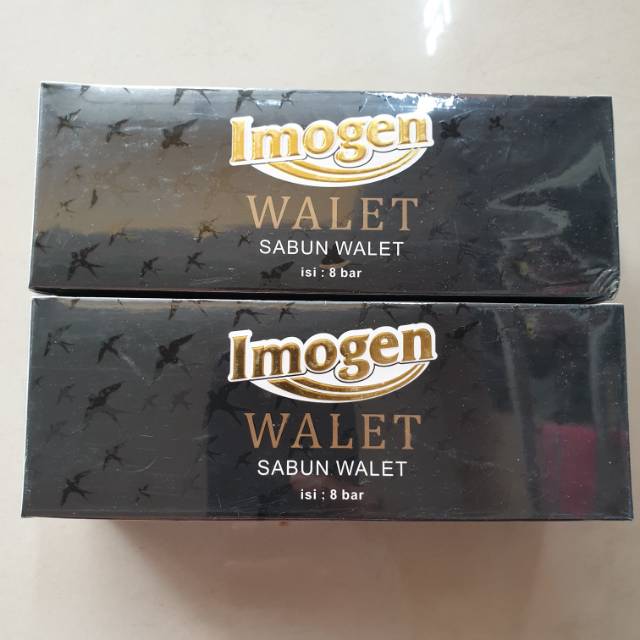 Imogen
WALET
SABUN WALET
isi : 8 bar
Imogen
WALET
SABUN WALET
isi : 8 bar